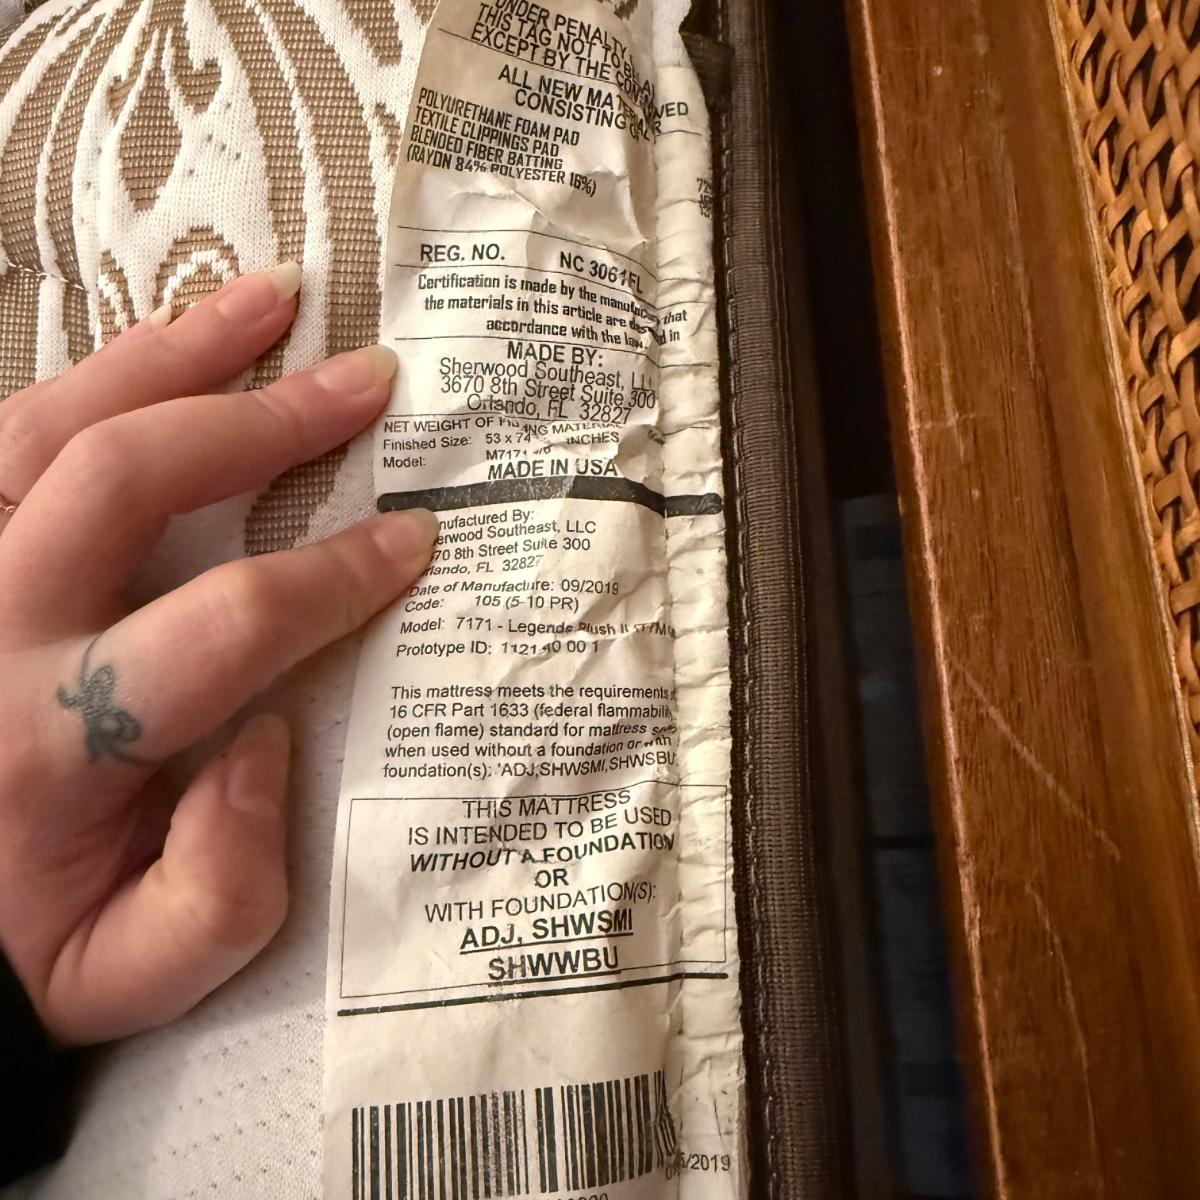 UNDER PENALTY
THIS TAG NOT TO BE
EXCEPT BY THE
ALL NEW
CONSISTING
POLYURETHANE FOAM PAD
TEXTILE CLIPPINGS PAD
BLENDED FIBER BATTING
(RAYON 84% POLYESTER 16%)
REG. NO. NC 3061FL
Certification is made by the that
the materials in this article are in
accordance with the law.
MADE BY:
Sherwood Southeast,
3670 8th Street Suite 300
Orlando, FL 32827
NET WEIGHT OF
Finished Size: 53 x INCHES
Model:
MADE IN USA
By:
Southeast, LLC
8th Street Suite 300
FL 32827
Date of Manufacture: 09/2019
Code: 105 (5-10 PR)
Model: 7171 - Legends Plush
Prototype ID:
This mattress meets the requirements
16 CFR Part 1633 (federal
(open flame) standard for mattress
when used without a foundation or with
foundation(s): 'ADJ,SHWSMI,SHWSBU
THIS MATTRESS
IS INTENDED TO BE USED
WITHOUT A FOUNDATION
OR
WITH FOUNDATION(S):
ADJ, SHWSMI
SHWWBU